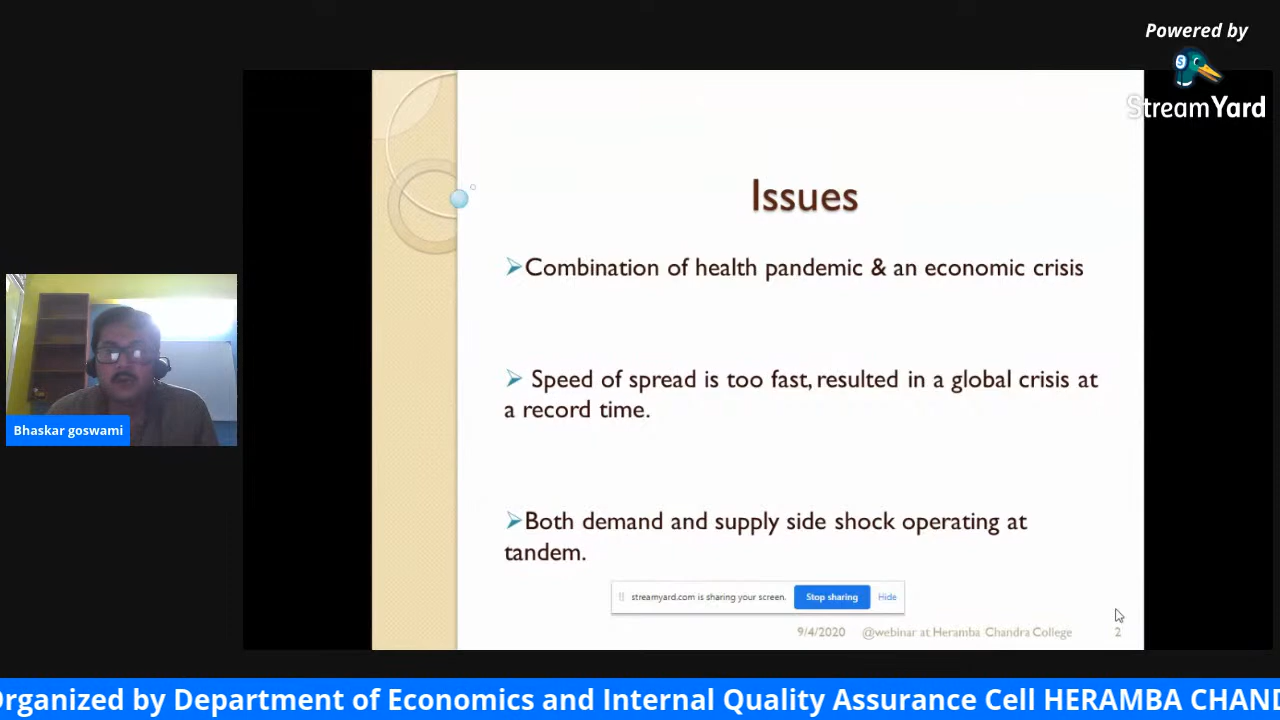 Powered by
StreamYard
Issues
➢Combination of health pandemic & an economic crisis
➢ Speed of spread is too fast, resulted in a global crisis at
a record time.
➢Both demand and supply side shock operating at
tandem.
streamyard.com is sharing your screen. Stop sharing Hide
9/4/2020 @webinar at Heramba Chandra College 2
Bhaskar goswami
Organized by Department of Economics and Internal Quality Assurance Cell HERAMBA CHAND